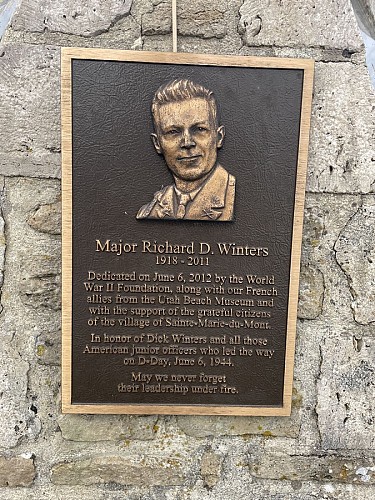 Major Richard D. Winters
1918 - 2011
Dedicated on June 6, 2012 by the World
War II Foundation, along with our French
allies from the Utah Beach Museum and
with the support of the grateful citizens
of the village of Sainte-Marie-du-Mont.
In honor of Dick Winters and all those
American junior officers who led the way
on D-Day, June 6, 1944.
May we never forget
their leadership under fire.